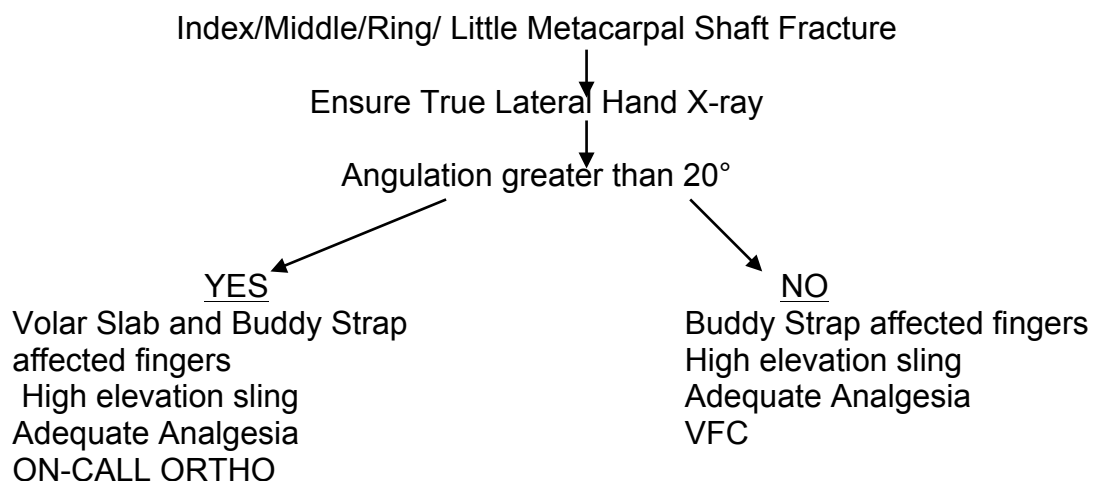 Index/Middle/Ring/ Little Metacarpal Shaft Fracture
Ensure True Lateral Hand X-ray
Angulation greater than 20°
YES
Volar Slab and Buddy Strap
affected fingers
High elevation sling
Adequate Analgesia
ON-CALL ORTHO
NO
Buddy Strap affected fingers
High elevation sling
Adequate Analgesia
VFC